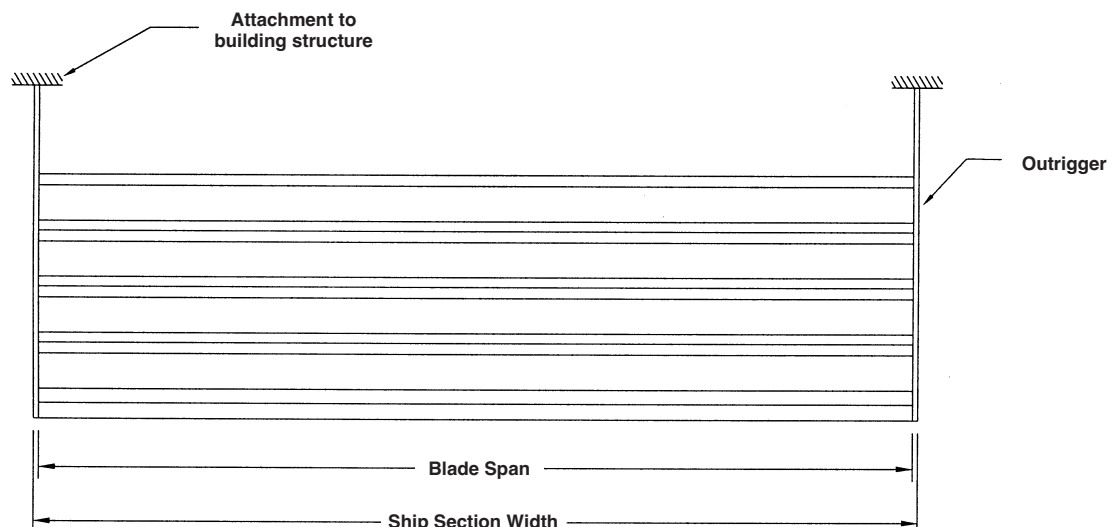 Attachment to
building structure
Outrigger
Blade Span
Ship Section Width